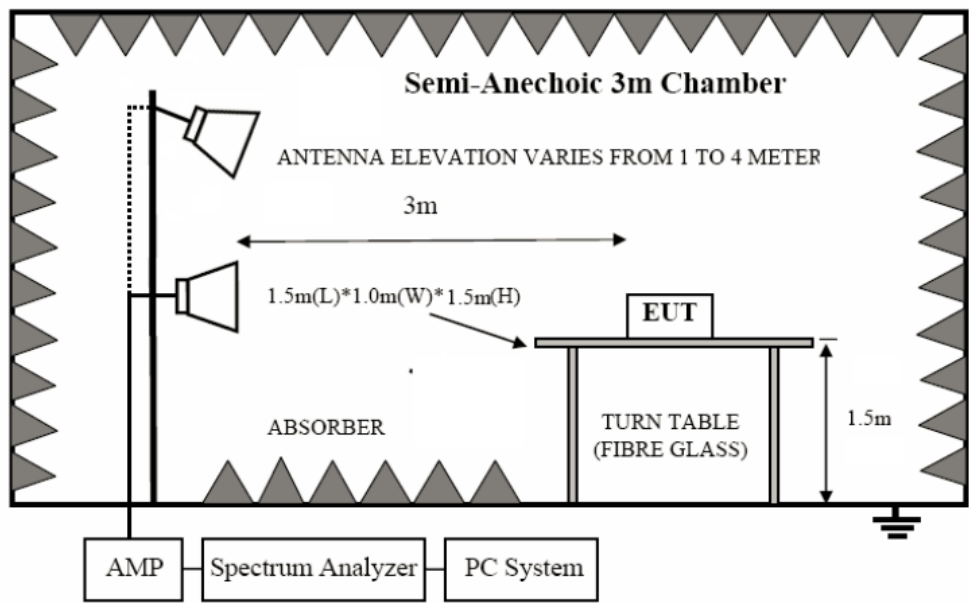 Semi-Anechoic 3m Chamber
ANTENNA ELEVATION VARIES FROM 1 TO 4 METER
3m
1.5m(L)*1.0m(W)*1.5m(H)
EUT
1.5m
ABSORBER
TURN TABLE
(FIBRE GLASS)
AMP
Spectrum Analyzer
PC System